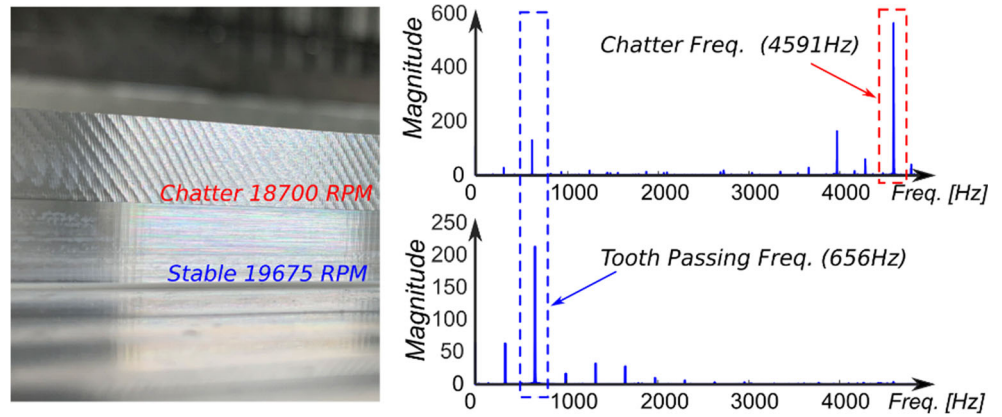 Chatter 18700 RPM
Stable 19675 RPM
Magnitude
600
400
200
0
Chatter Freq. (4591Hz)
0
1000
2000
3000
4000
Freq. [Hz]
Magnitude
250
200
150
100
50
0
Tooth Passing Freq. (656Hz)
0
1000
2000
3000
4000
Freq. [Hz]